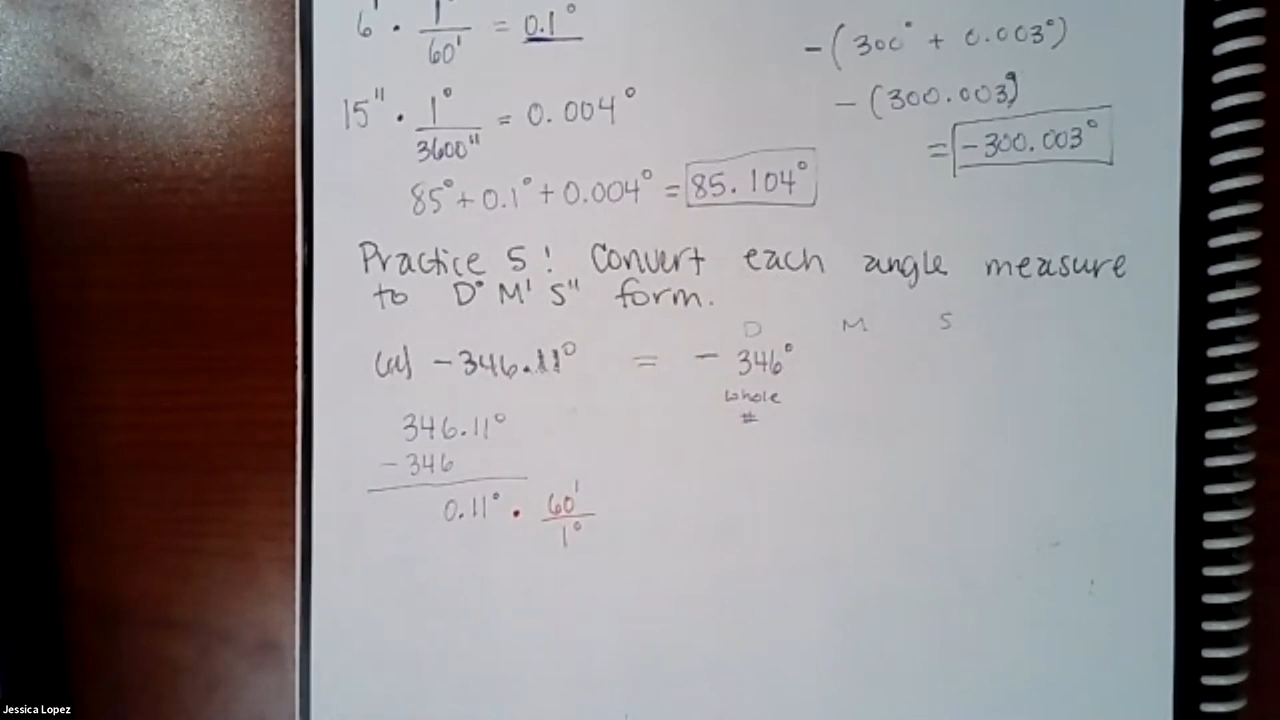 6' · 1°/60' = 0.1°
15" · 1°/3600" = 0.004°
85° + 0.1° + 0.004° = 85.104°
-(300° + 0.003°)
-(300.003°)
= -300.003°
Practice 5: Convert each angle measure
to D° M' S" form.
D M S
(a) -346.11° = - 346°
whole
#
346.11°
- 346
0.11° · 60'/1°
Jessica Lopez